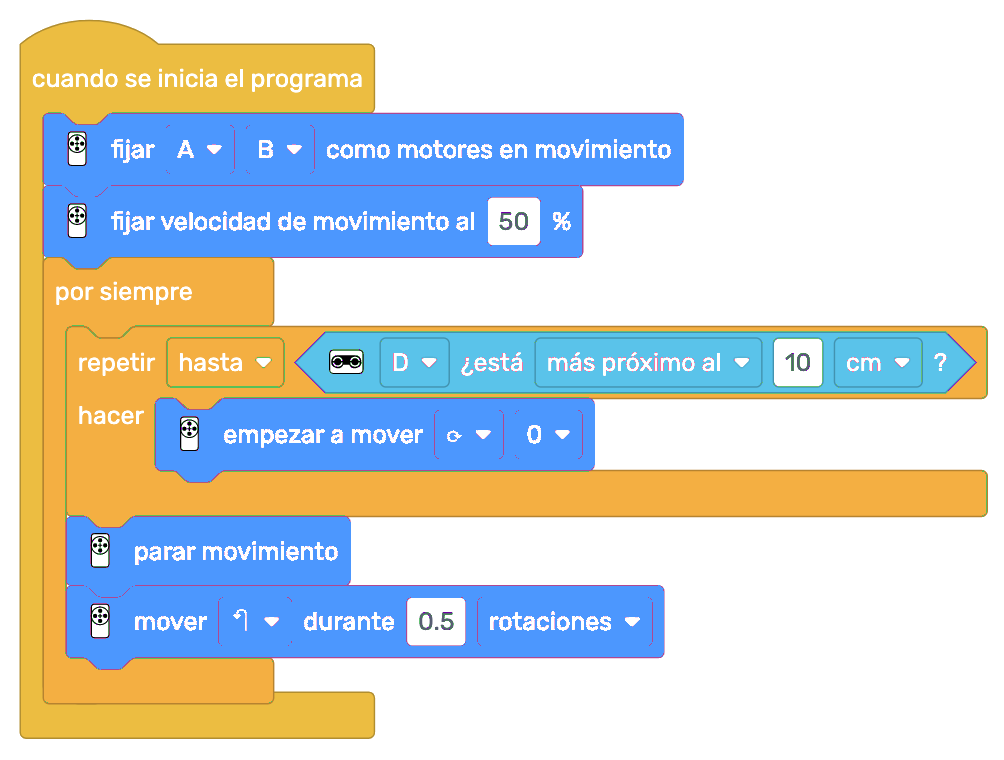 cuando se inicia el programa
fijar A B como motores en movimiento
fijar velocidad de movimiento al 50 %
por siempre
repetir hasta D ¿está más próximo al 10 cm ?
hacer
empezar a mover 0
parar movimiento
mover durante 0.5 rotaciones